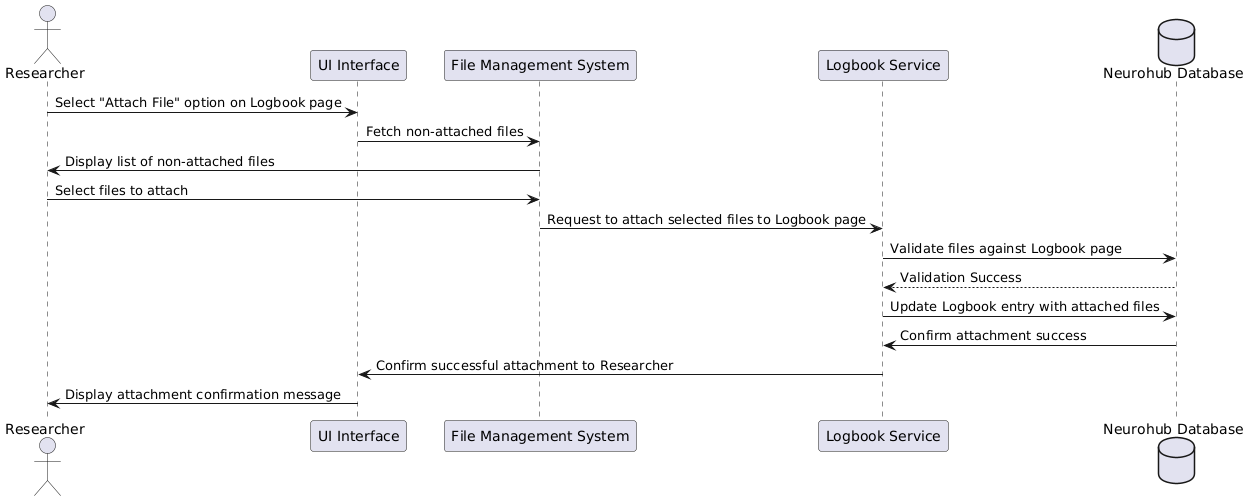 Researcher
UI Interface
File Management System
Logbook Service
Neurohub Database
Select "Attach File" option on Logbook page
Fetch non-attached files
Display list of non-attached files
Select files to attach
Request to attach selected files to Logbook page
Validate files against Logbook page
Validation Success
Update Logbook entry with attached files
Confirm attachment success
Confirm successful attachment to Researcher
Display attachment confirmation message
Researcher
UI Interface
File Management System
Logbook Service
Neurohub Database